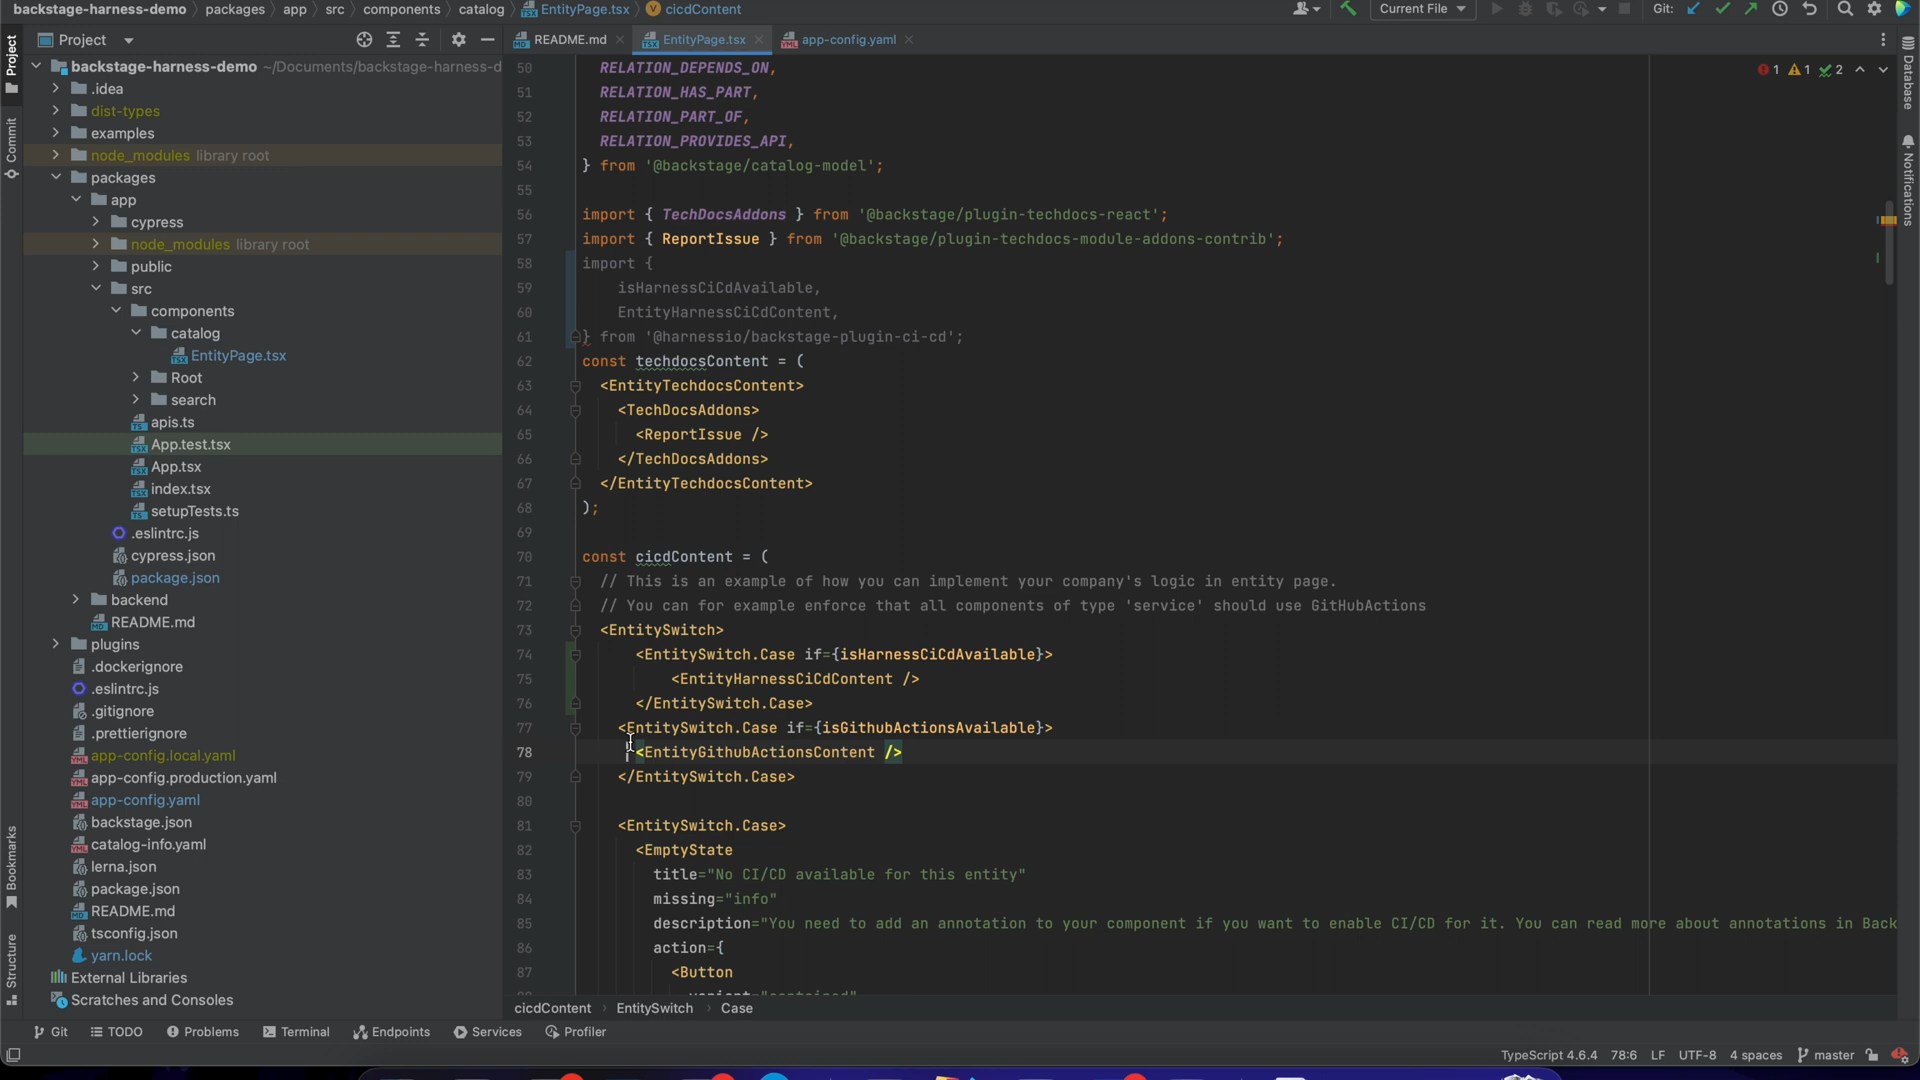 backstage-harness-demo › packages › app › src › components › catalog › EntityPage.tsx › cicdContent
Current File
Git:
Project
README.md
EntityPage.tsx
app-config.yaml
Project
Commit
Bookmarks
Structure
Database
Notifications
backstage-harness-demo ~/Documents/backstage-harness-d
.idea
dist-types
examples
node_modules library root
packages
app
cypress
node_modules library root
public
src
components
catalog
EntityPage.tsx
Root
search
apis.ts
App.test.tsx
App.tsx
index.tsx
setupTests.ts
.eslintrc.js
cypress.json
package.json
backend
README.md
plugins
.dockerignore
.eslintrc.js
.gitignore
.prettierignore
app-config.local.yaml
app-config.production.yaml
app-config.yaml
backstage.json
catalog-info.yaml
lerna.json
package.json
README.md
tsconfig.json
yarn.lock
External Libraries
Scratches and Consoles
1 1 2
50 RELATION_DEPENDS_ON,
51 RELATION_HAS_PART,
52 RELATION_PART_OF,
53 RELATION_PROVIDES_API,
54 } from '@backstage/catalog-model';
55
56 import { TechDocsAddons } from '@backstage/plugin-techdocs-react';
57 import { ReportIssue } from '@backstage/plugin-techdocs-module-addons-contrib';
58 import {
59 isHarnessCiCdAvailable,
60 EntityHarnessCiCdContent,
61 } from '@harnessio/backstage-plugin-ci-cd';
62 const techdocsContent = (
63 <EntityTechdocsContent>
64 <TechDocsAddons>
65 <ReportIssue />
66 </TechDocsAddons>
67 </EntityTechdocsContent>
68 );
69
70 const cicdContent = (
71 // This is an example of how you can implement your company's logic in entity page.
72 // You can for example enforce that all components of type 'service' should use GitHubActions
73 <EntitySwitch>
74 <EntitySwitch.Case if={isHarnessCiCdAvailable}>
75 <EntityHarnessCiCdContent />
76 </EntitySwitch.Case>
77 <EntitySwitch.Case if={isGithubActionsAvailable}>
78 <EntityGithubActionsContent />
79 </EntitySwitch.Case>
80
81 <EntitySwitch.Case>
82 <EmptyState
83 title="No CI/CD available for this entity"
84 missing="info"
85 description="You need to add an annotation to your component if you want to enable CI/CD for it. You can read more about annotations in Back
86 action={
87 <Button
variant="contained"
cicdContent › EntitySwitch › Case
Git TODO Problems Terminal Endpoints Services Profiler
TypeScript 4.6.4 78:6 LF UTF-8 4 spaces master